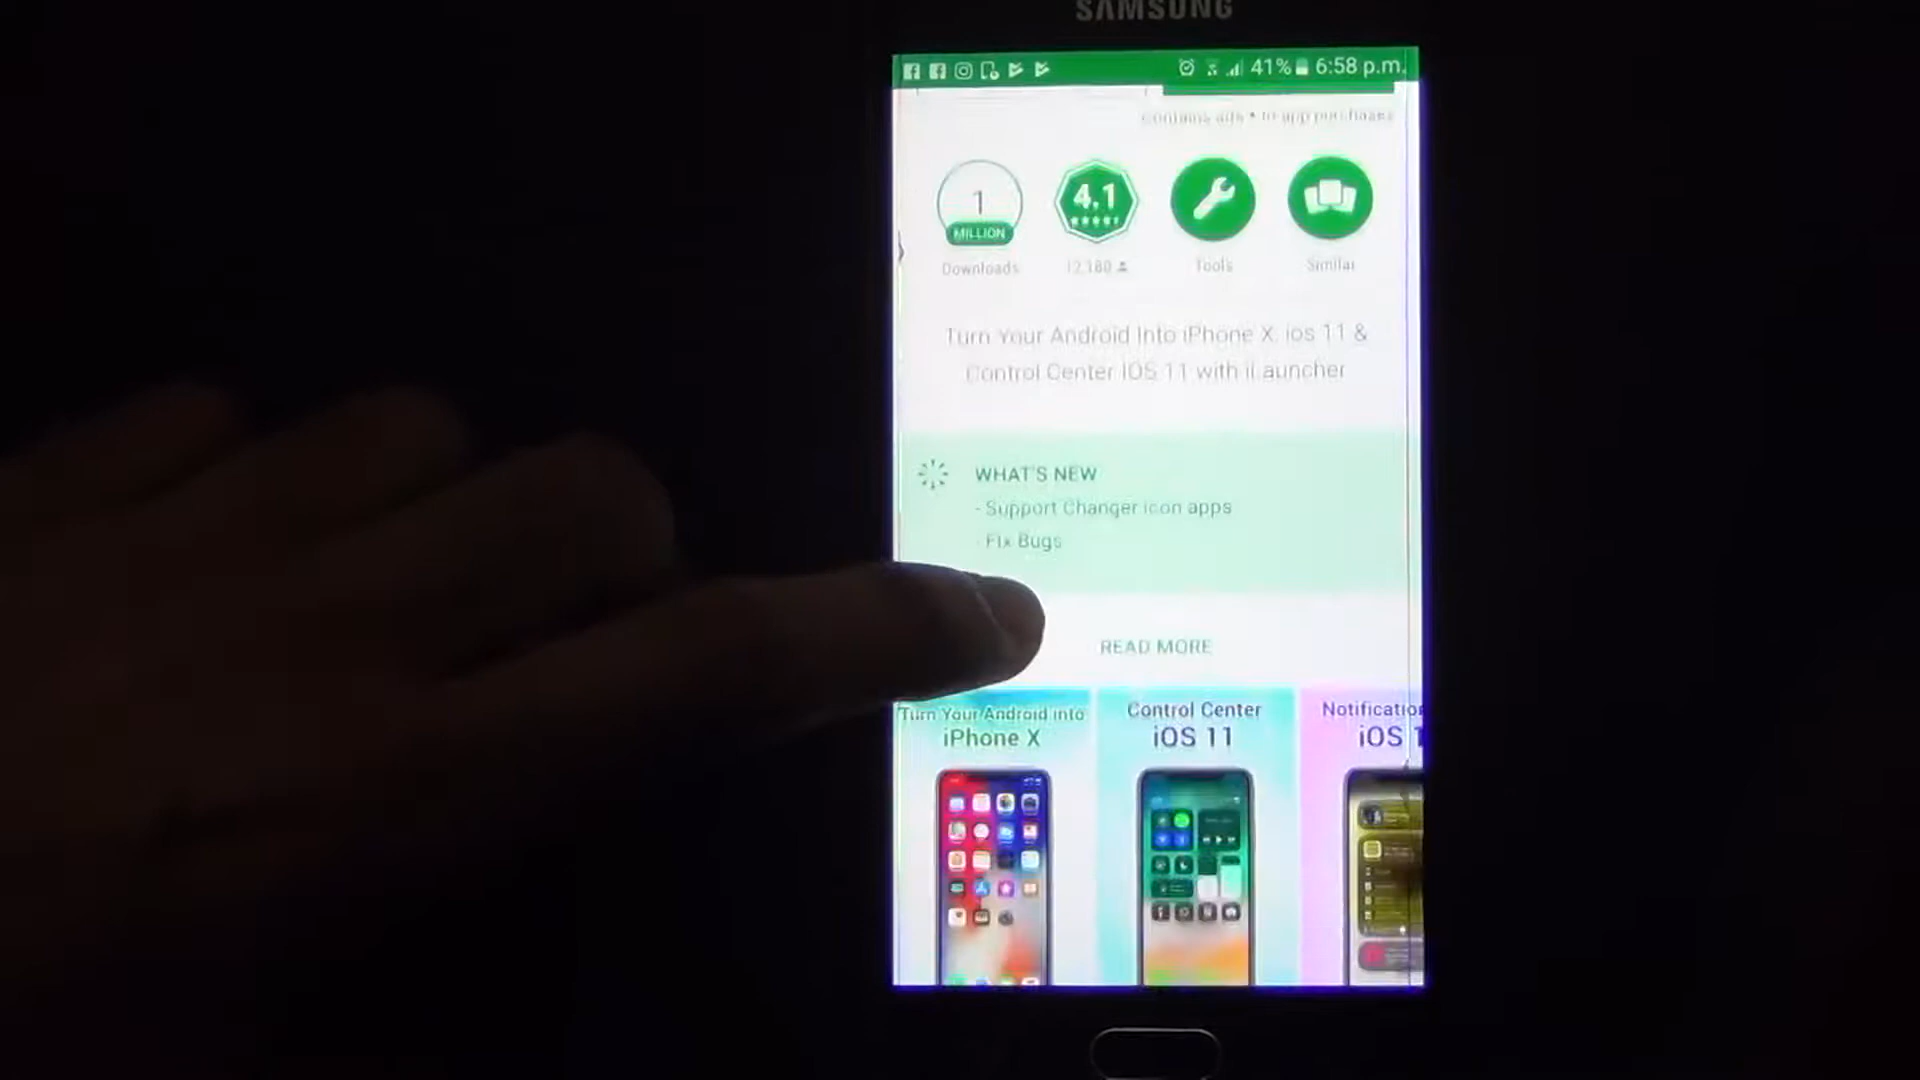 SAMSUNG
41% 6:58 p.m.
Contains ads • In-app purchases
1
MILLION
4.1
Downloads
12,180
Tools
Similar
Turn Your Android Into iPhone X, ios 11 &
Control Center IOS 11 with iLauncher
WHAT'S NEW
- Support Changer icon apps
- Fix Bugs
READ MORE
Turn Your Android into
iPhone X
Control Center
iOS 11
Notification
iOS 1